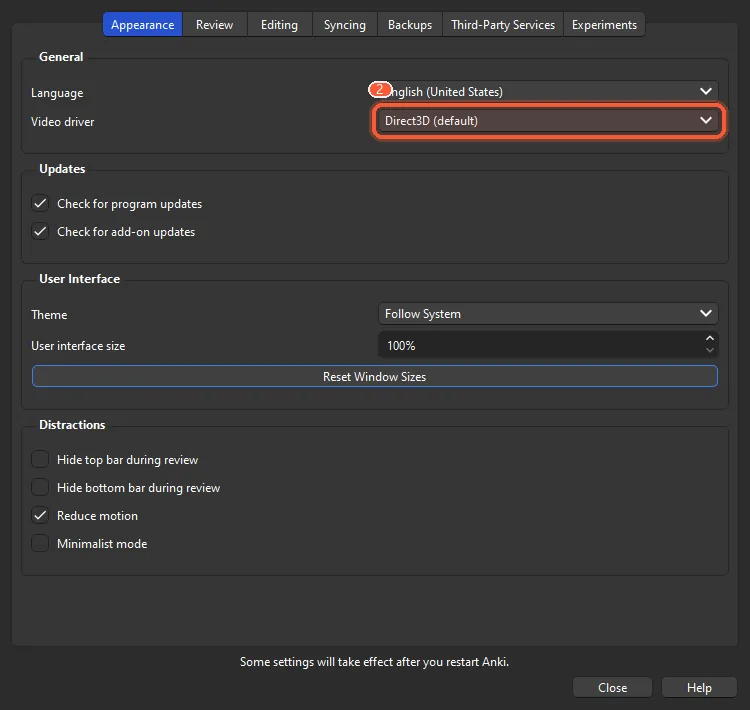 Appearance Review Editing Syncing Backups Third-Party Services Experiments
General
Language
2
nglish (United States)
Video driver
Direct3D (default)
Updates
Check for program updates
Check for add-on updates
User Interface
Theme
Follow System
User interface size
100%
Reset Window Sizes
Distractions
Hide top bar during review
Hide bottom bar during review
Reduce motion
Minimalist mode
Some settings will take effect after you restart Anki.
Close Help